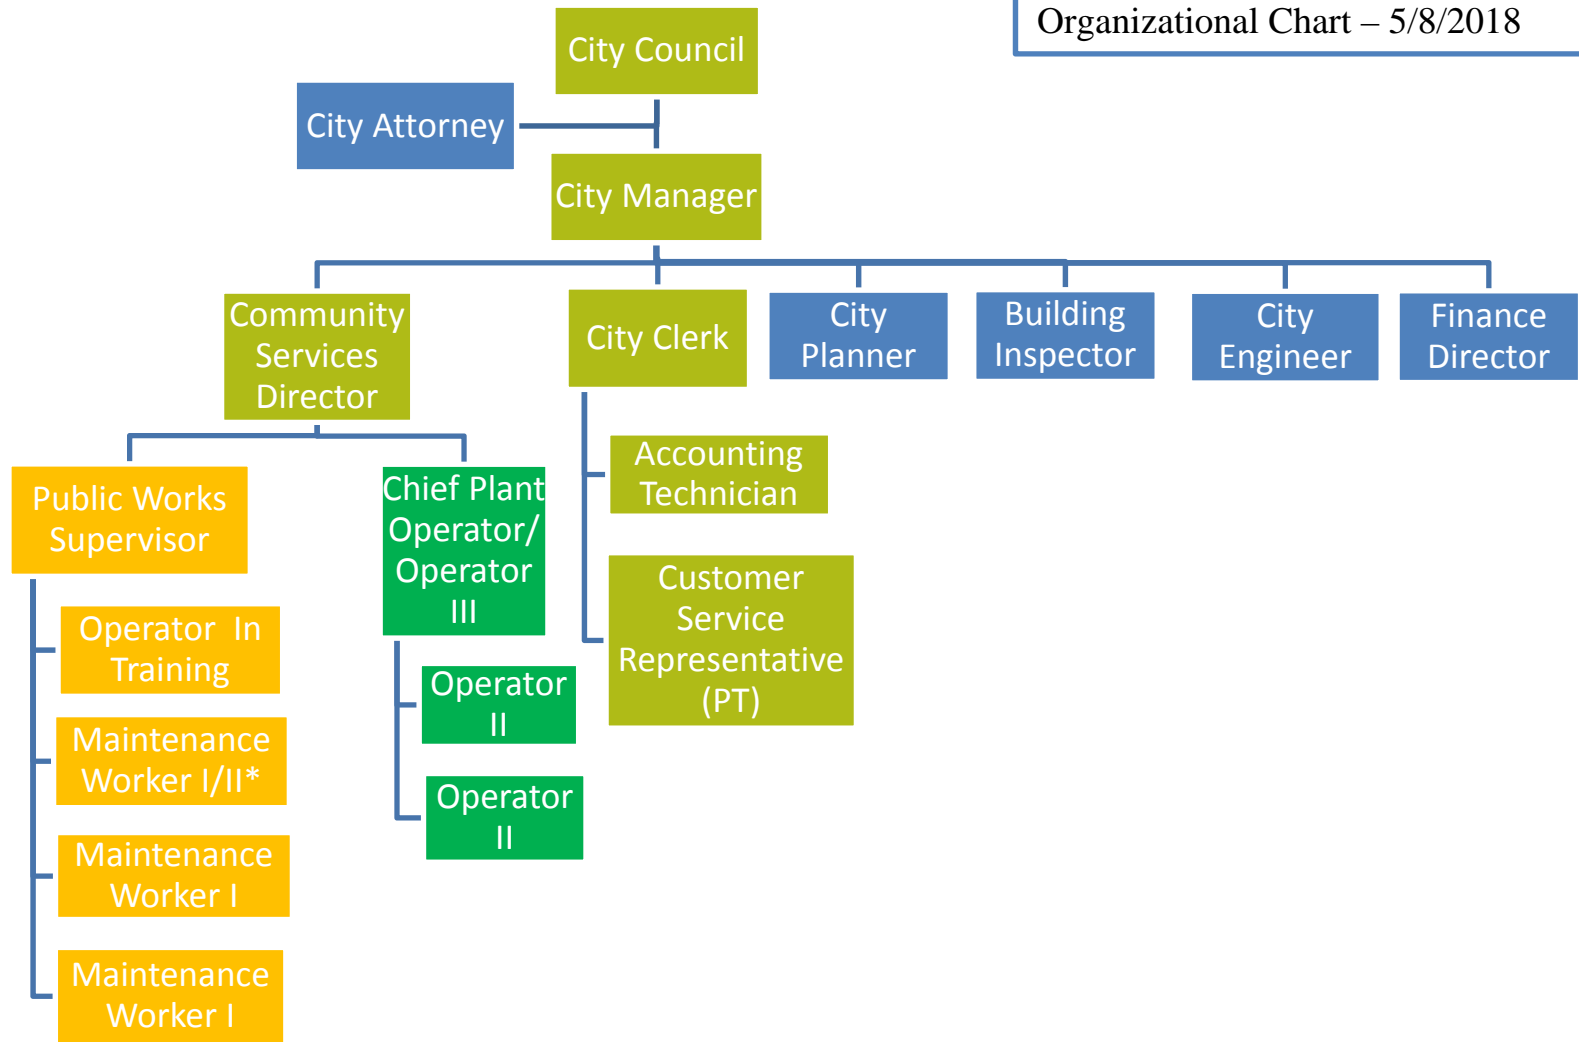 Organizational Chart – 5/8/2018
City Council
City Attorney
City Manager
Community
Services
Director
City Clerk
City
Planner
Building
Inspector
City
Engineer
Finance
Director
Public Works
Supervisor
Chief Plant
Operator/
Operator
III
Accounting
Technician
Customer
Service
Representative
(PT)
Operator In
Training
Maintenance
Worker I/II*
Maintenance
Worker I
Maintenance
Worker I
Operator
II
Operator
II